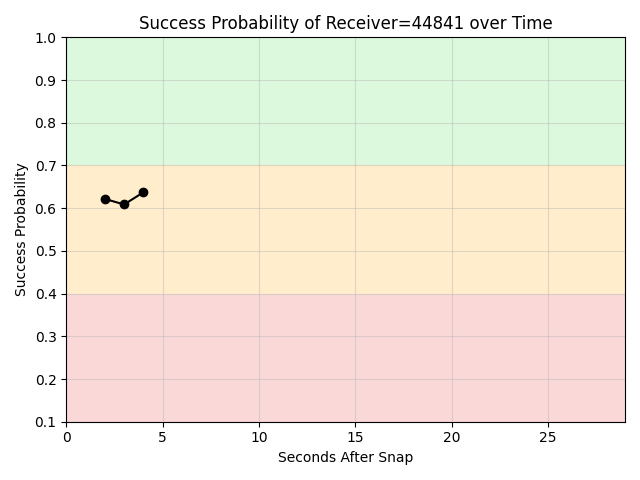 Success Probability of Receiver=44841 over Time
1.0
0.9
0.8
0.7
0.6
0.5
0.4
0.3
0.2
0.1
Success Probability
0 5 10 15 20 25
Seconds After Snap